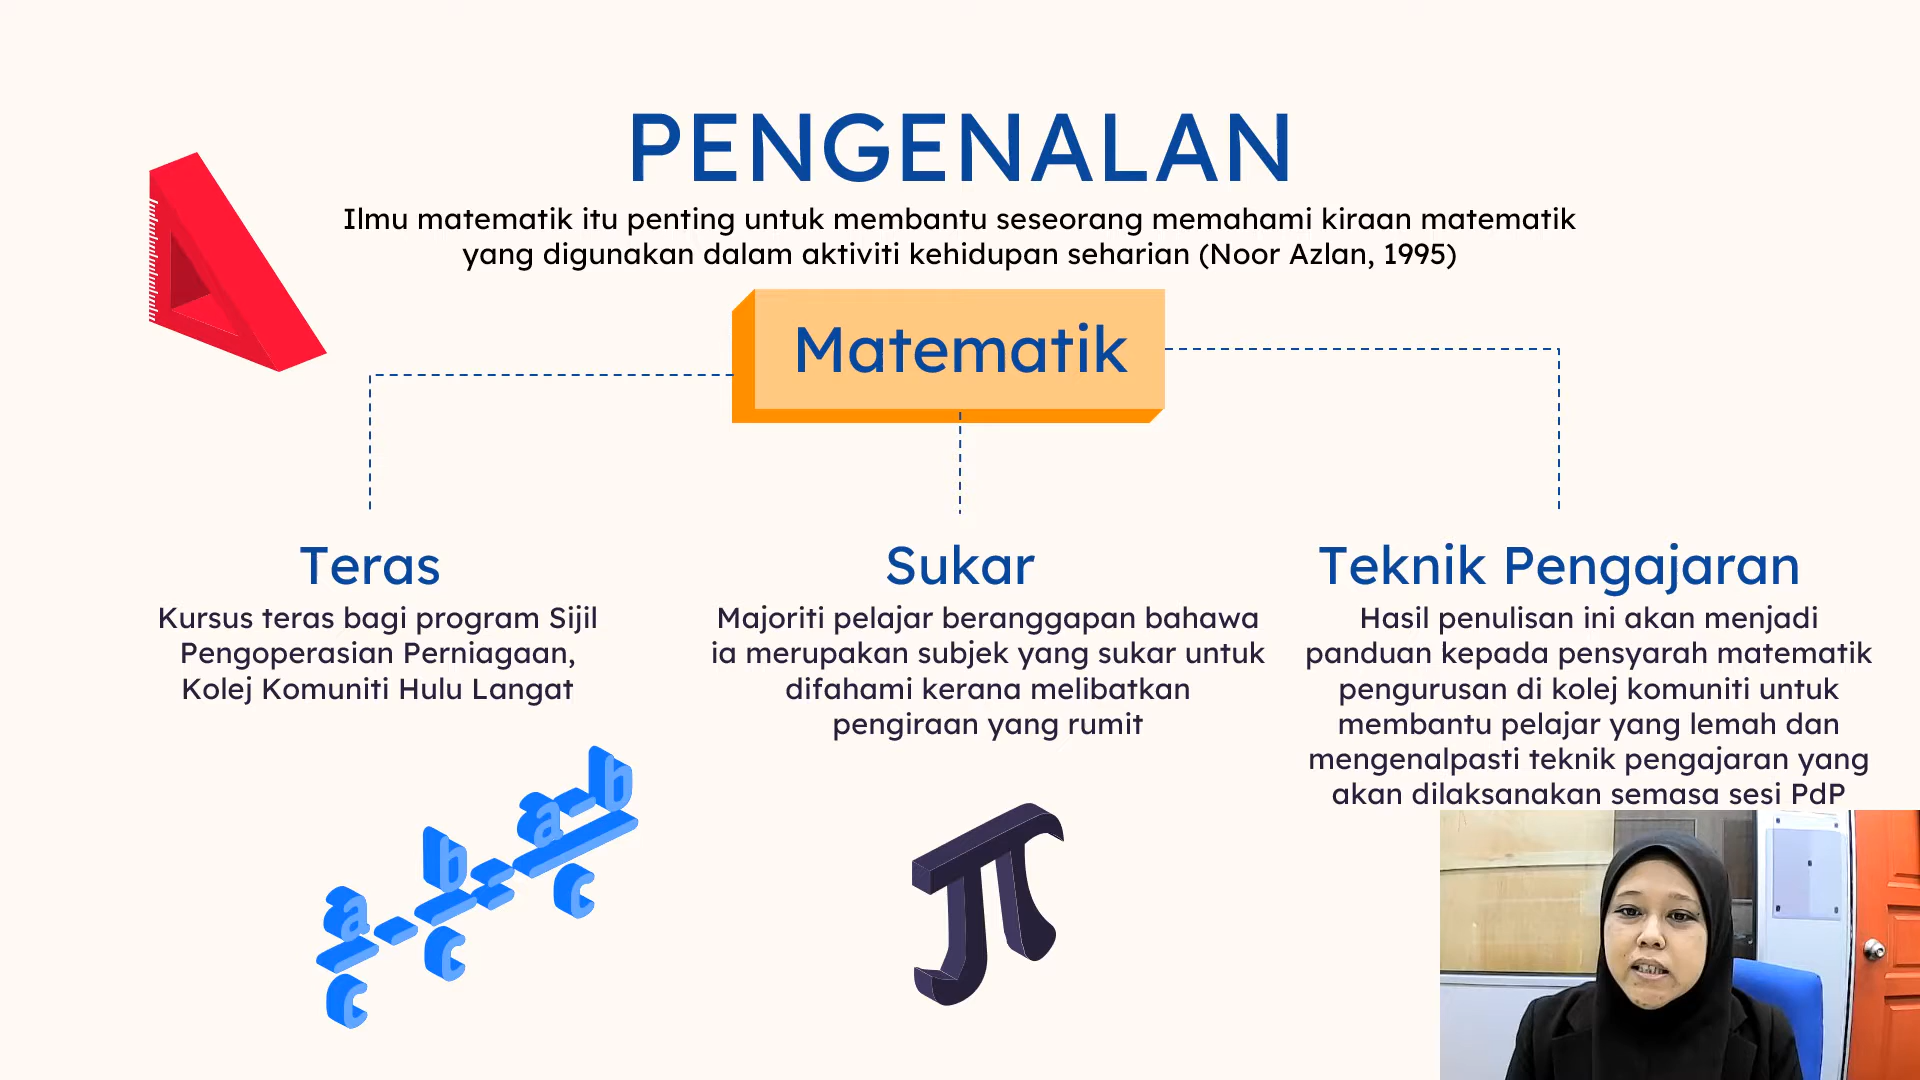 PENGENALAN
Ilmu matematik itu penting untuk membantu seseorang memahami kiraan matematik
yang digunakan dalam aktiviti kehidupan seharian (Noor Azlan, 1995)
Matematik
Teras
Kursus teras bagi program Sijil
Pengoperasian Perniagaan,
Kolej Komuniti Hulu Langat
Sukar
Majoriti pelajar beranggapan bahawa
ia merupakan subjek yang sukar untuk
difahami kerana melibatkan
pengiraan yang rumit
Teknik Pengajaran
Hasil penulisan ini akan menjadi
panduan kepada pensyarah matematik
pengurusan di kolej komuniti untuk
membantu pelajar yang lemah dan
mengenalpasti teknik pengajaran yang
akan dilaksanakan semasa sesi PdP
a/c - b/c = a-b/c
π